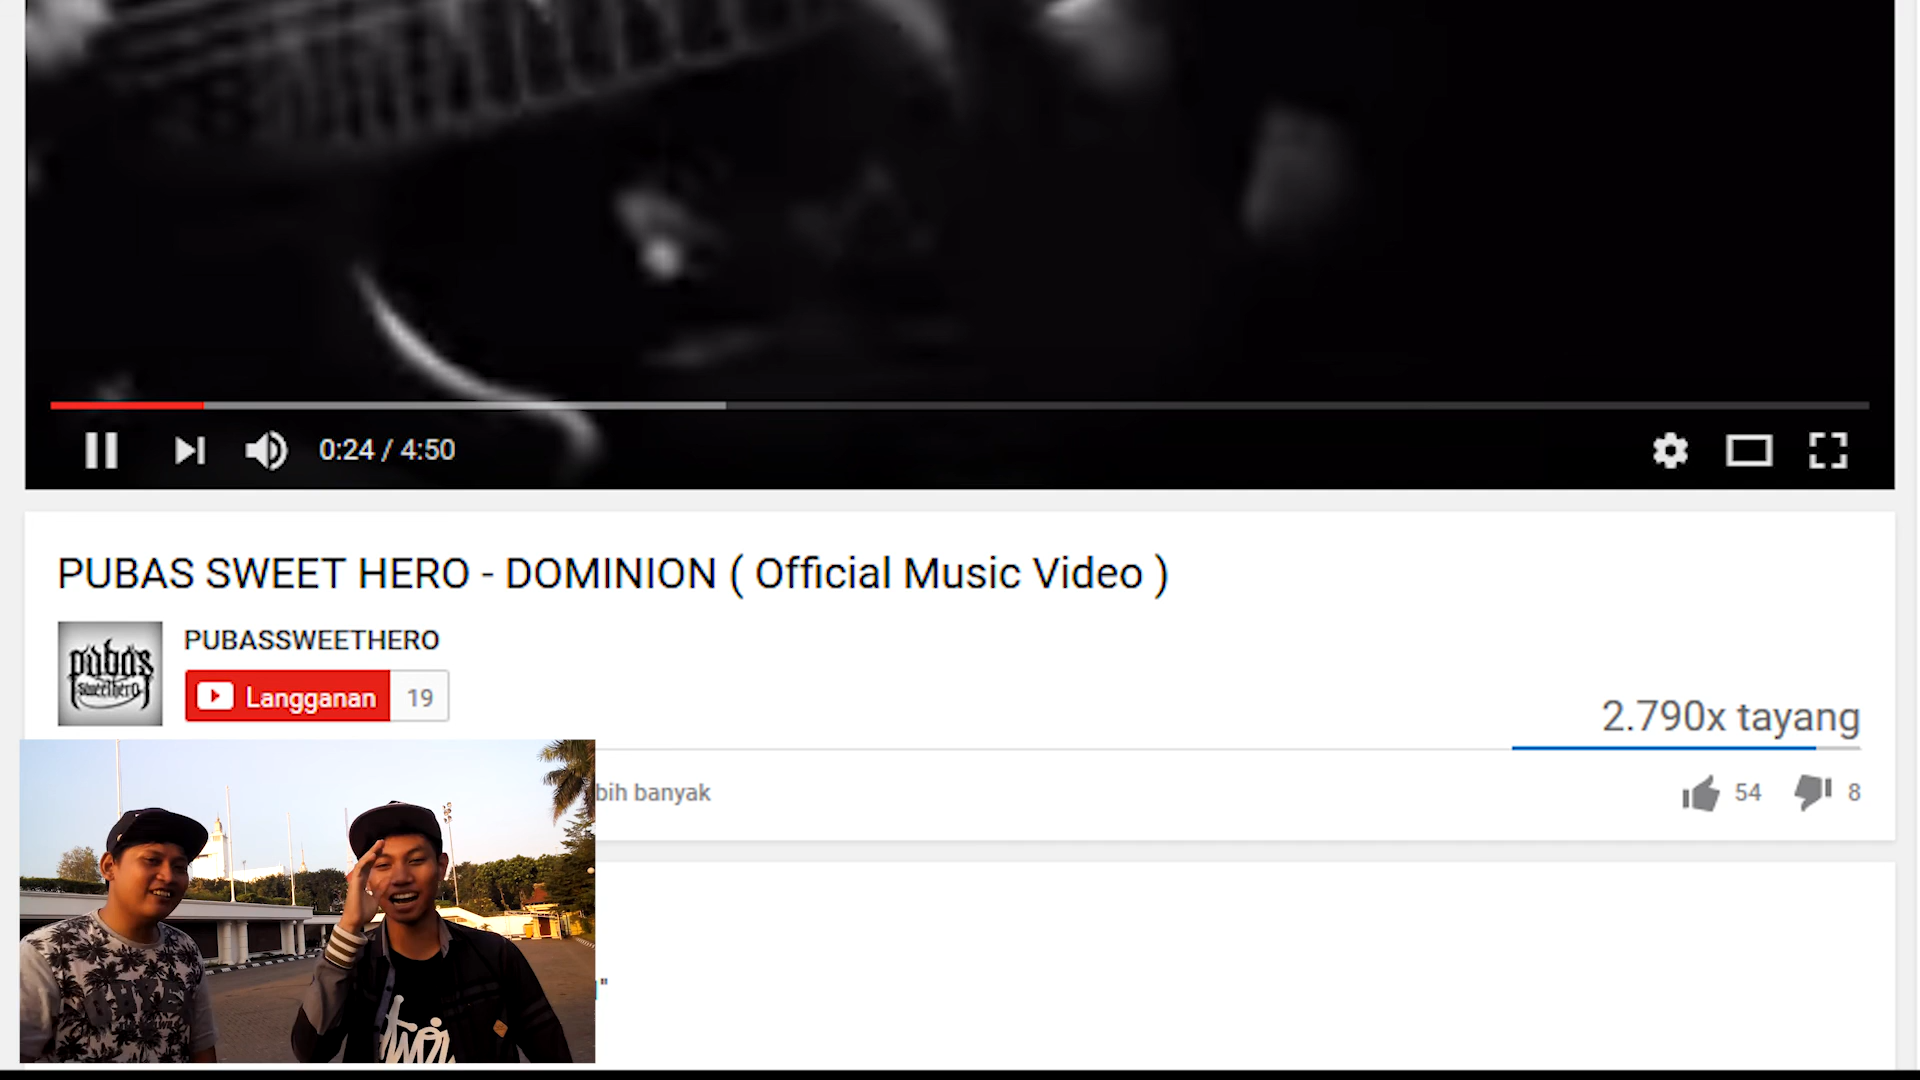 0:24 / 4:50
PUBAS SWEET HERO - DOMINION ( Official Music Video )
pubas
sweethero
PUBASSWEETHERO
Langganan 19
2.790x tayang
bih banyak
54 8
"